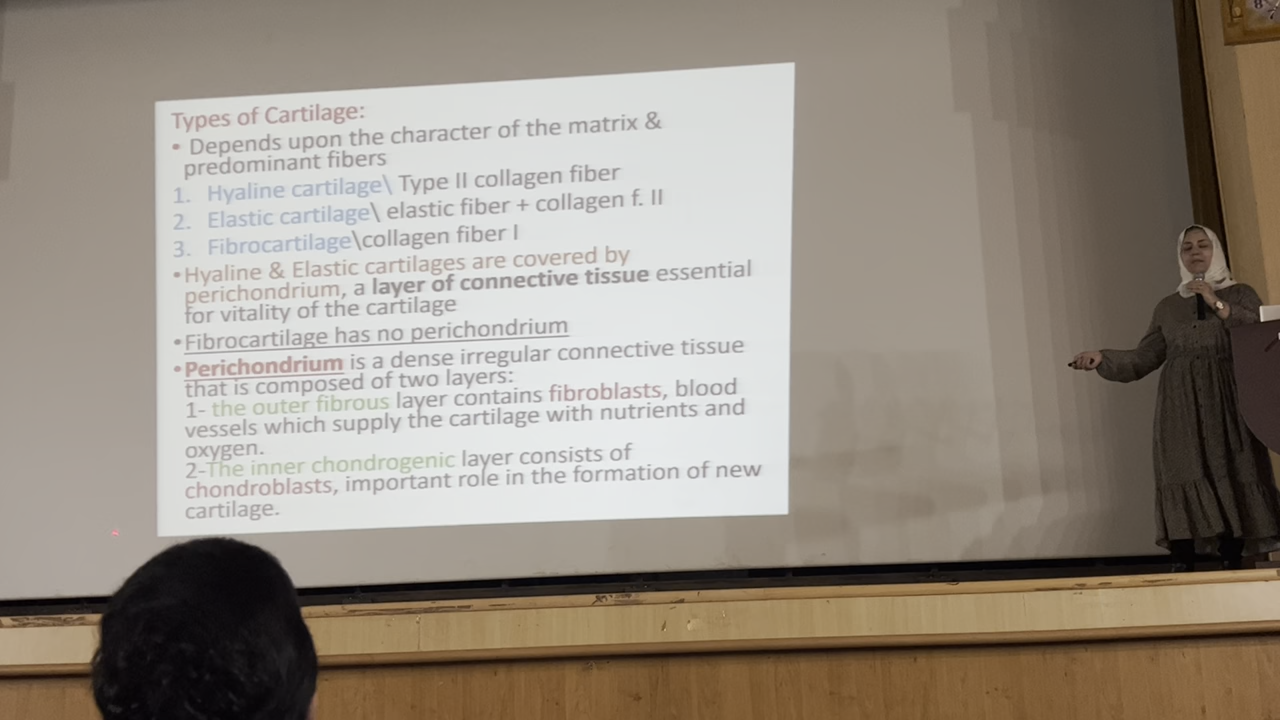 Types of Cartilage:
• Depends upon the character of the matrix &
predominant fibers
1. Hyaline cartilage\ Type II collagen fiber
2. Elastic cartilage\ elastic fiber + collagen f. II
3. Fibrocartilage\collagen fiber I
•Hyaline & Elastic cartilages are covered by
perichondrium, a layer of connective tissue essential
for vitality of the cartilage
•Fibrocartilage has no perichondrium
•Perichondrium is a dense irregular connective tissue
that is composed of two layers:
1- the outer fibrous layer contains fibroblasts, blood
vessels which supply the cartilage with nutrients and
oxygen.
2-The inner chondrogenic layer consists of
chondroblasts, important role in the formation of new
cartilage.